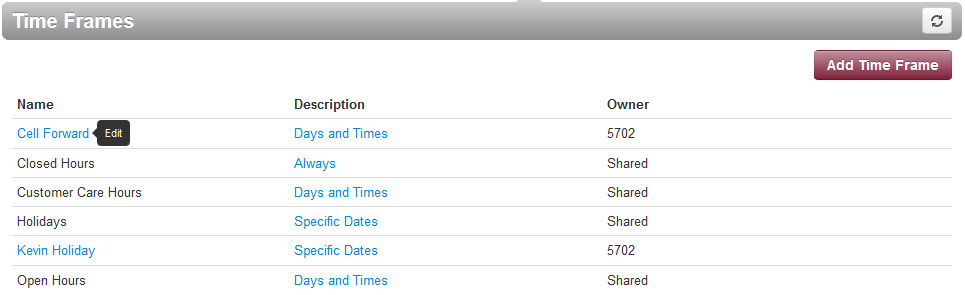 Time Frames
Add Time Frame
Name Description Owner
Cell Forward Edit Days and Times 5702
Closed Hours Always Shared
Customer Care Hours Days and Times Shared
Holidays Specific Dates Shared
Kevin Holiday Specific Dates 5702
Open Hours Days and Times Shared